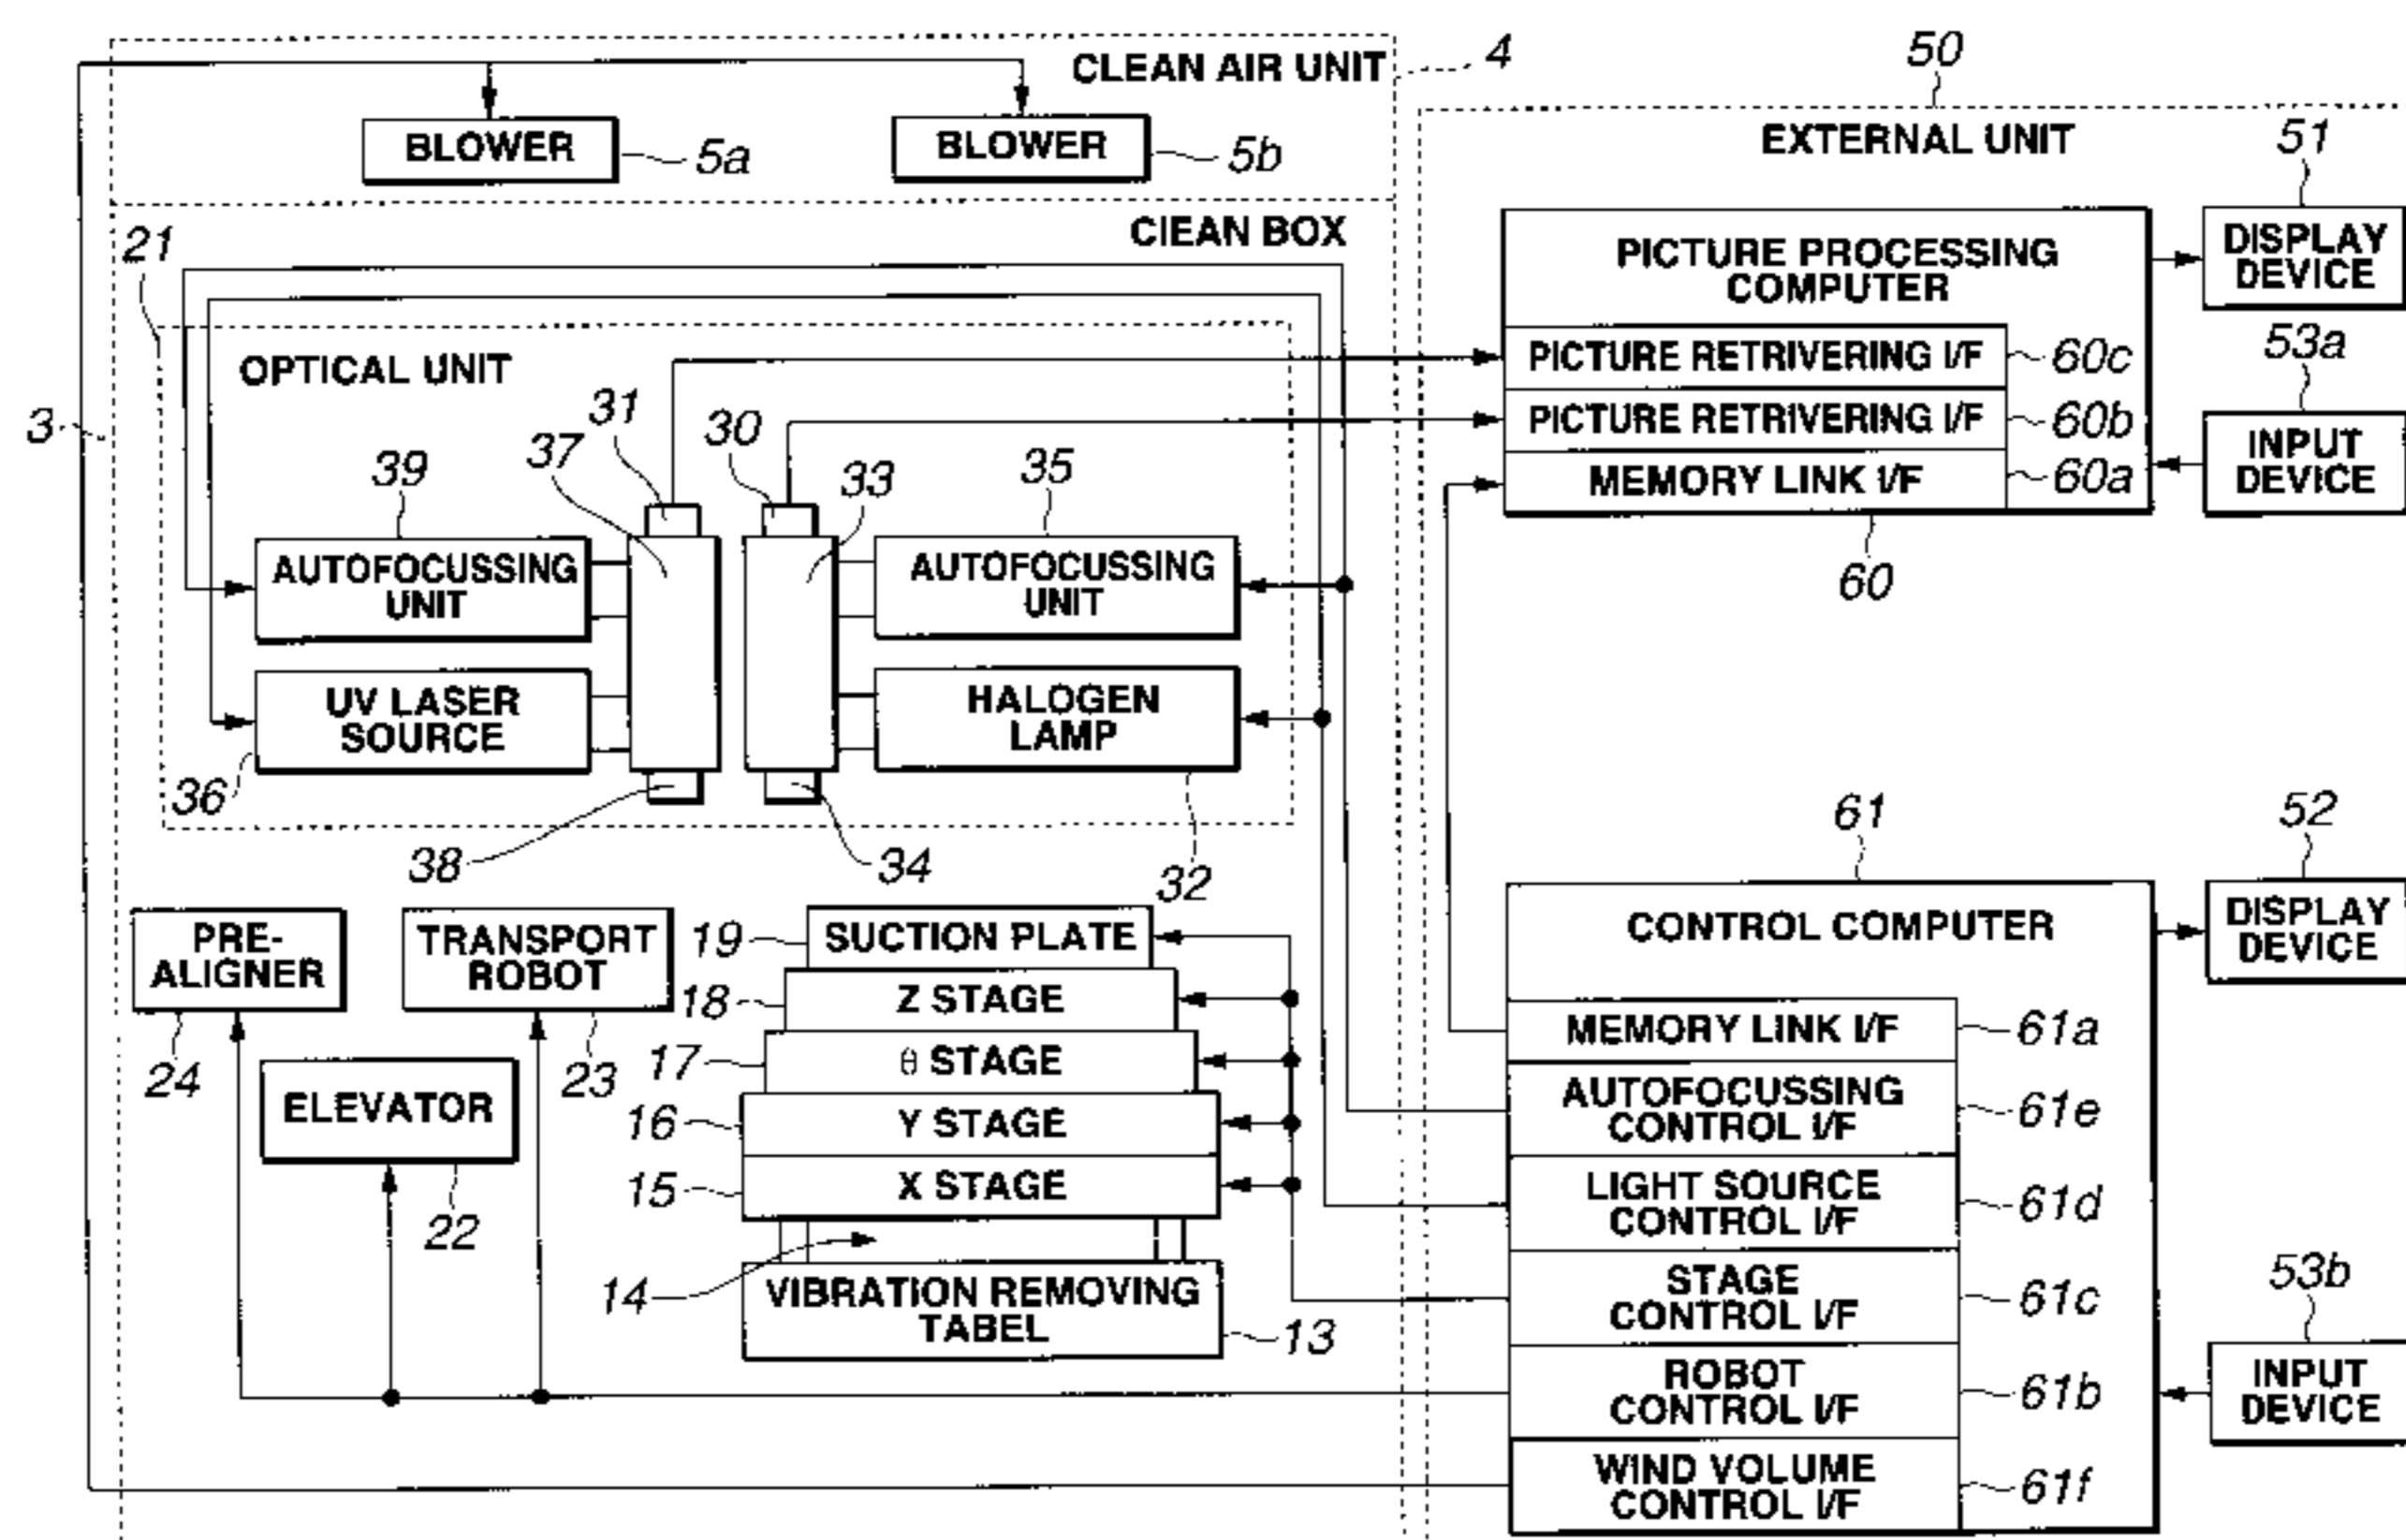 CLEAN AIR UNIT
4
BLOWER
5a
BLOWER
5b
50
EXTERNAL UNIT
51
PICTURE PROCESSING
COMPUTER
DISPLAY
DEVICE
PICTURE RETRIVERING I/F
60c
PICTURE RETRIVERING I/F
60b
MEMORY LINK I/F
60a
60
53a
INPUT
DEVICE
ClEAN BOX
21
3
OPTICAL UNIT
31
30
37
33
39
35
AUTOFOCUSSING
UNIT
AUTOFOCUSSING
UNIT
UV LASER
SOURCE
HALOGEN
LAMP
36
38
34
32
PRE-
ALIGNER
24
TRANSPORT
ROBOT
23
ELEVATOR
22
19
SUCTION PLATE
18
Z STAGE
17
θ STAGE
16
Y STAGE
15
X STAGE
14
VIBRATION REMOVING
TABEL
13
61
CONTROL COMPUTER
52
DISPLAY
DEVICE
MEMORY LINK I/F
61a
AUTOFOCUSSING
CONTROL I/F
61e
LIGHT SOURCE
CONTROL I/F
61d
STAGE
CONTROL I/F
61c
ROBOT
CONTROL I/F
61b
WIND VOLUME
CONTROL I/F
61f
53b
INPUT
DEVICE